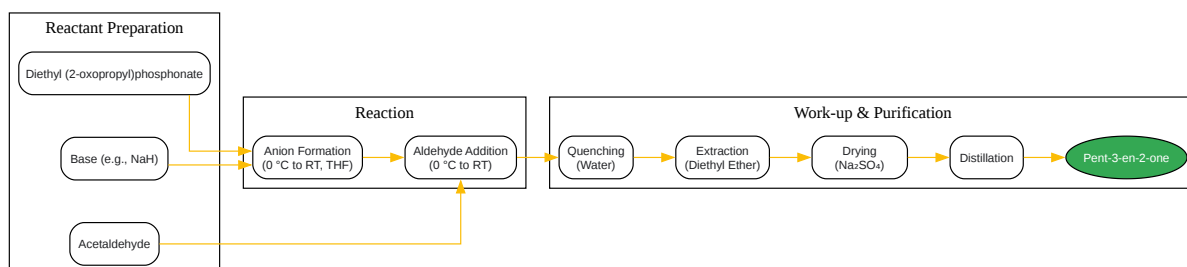 Reactant Preparation
Diethyl (2-oxopropyl)phosphonate
Base (e.g., NaH)
Acetaldehyde
Reaction
Anion Formation
(0 °C to RT, THF)
Aldehyde Addition
(0 °C to RT)
Work-up & Purification
Quenching
(Water)
Extraction
(Diethyl Ether)
Drying
(Na₂SO₄)
Distillation
Pent-3-en-2-one